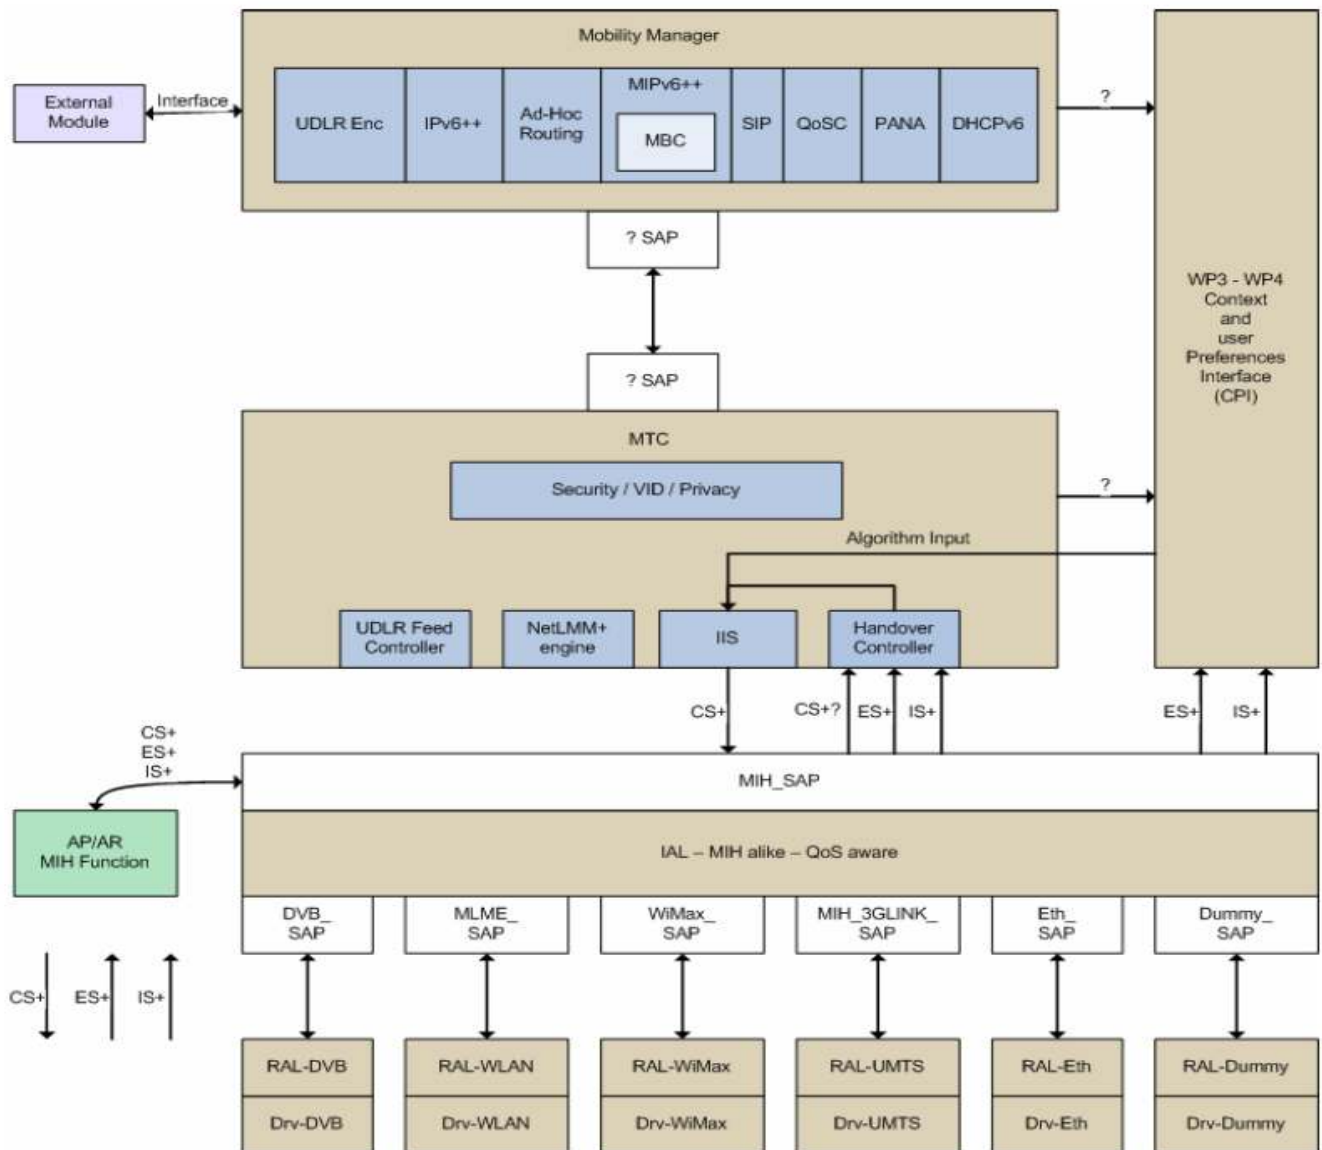 Mobility Manager
External
Module
Interface
UDLR Enc
IPv6++
Ad-Hoc
Routing
MIPv6++
MBC
SIP
QoSC
PANA
DHCPv6
?
? SAP
? SAP
WP3 - WP4
Context
and
user
Preferences
Interface
(CPI)
MTC
Security / VID / Privacy
?
Algorithm Input
UDLR Feed
Controller
NetLMM+
engine
IIS
Handover
Controller
CS+
CS+?
ES+
IS+
ES+
IS+
CS+
ES+
IS+
MIH_SAP
AP/AR
MIH Function
IAL – MIH alike – QoS aware
DVB_
SAP
MLME_
SAP
WiMax_
SAP
MIH_3GLINK_
SAP
Eth_
SAP
Dummy_
SAP
CS+
ES+
IS+
RAL-DVB
RAL-WLAN
RAL-WiMax
RAL-UMTS
RAL-Eth
RAL-Dummy
Drv-DVB
Drv-WLAN
Drv-WiMax
Drv-UMTS
Drv-Eth
Drv-Dummy